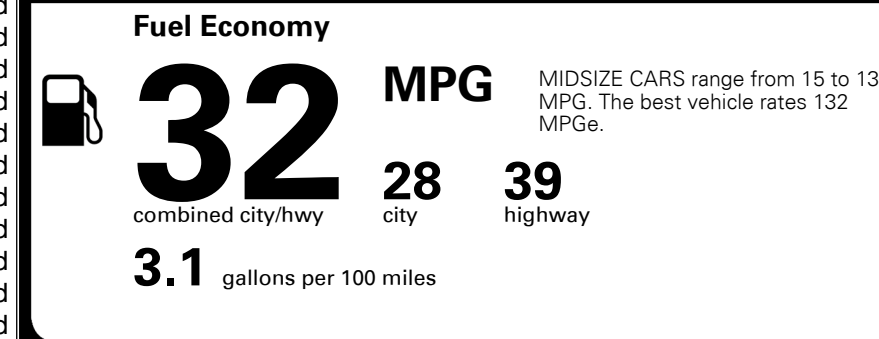 Fuel Economy
32
MPG
MIDSIZE CARS range from 15 to 13
MPG. The best vehicle rates 132
MPGe.
28
city
39
highway
combined city/hwy
3.1 gallons per 100 miles
d
d
d
d
d
d
d
d
d
d
d